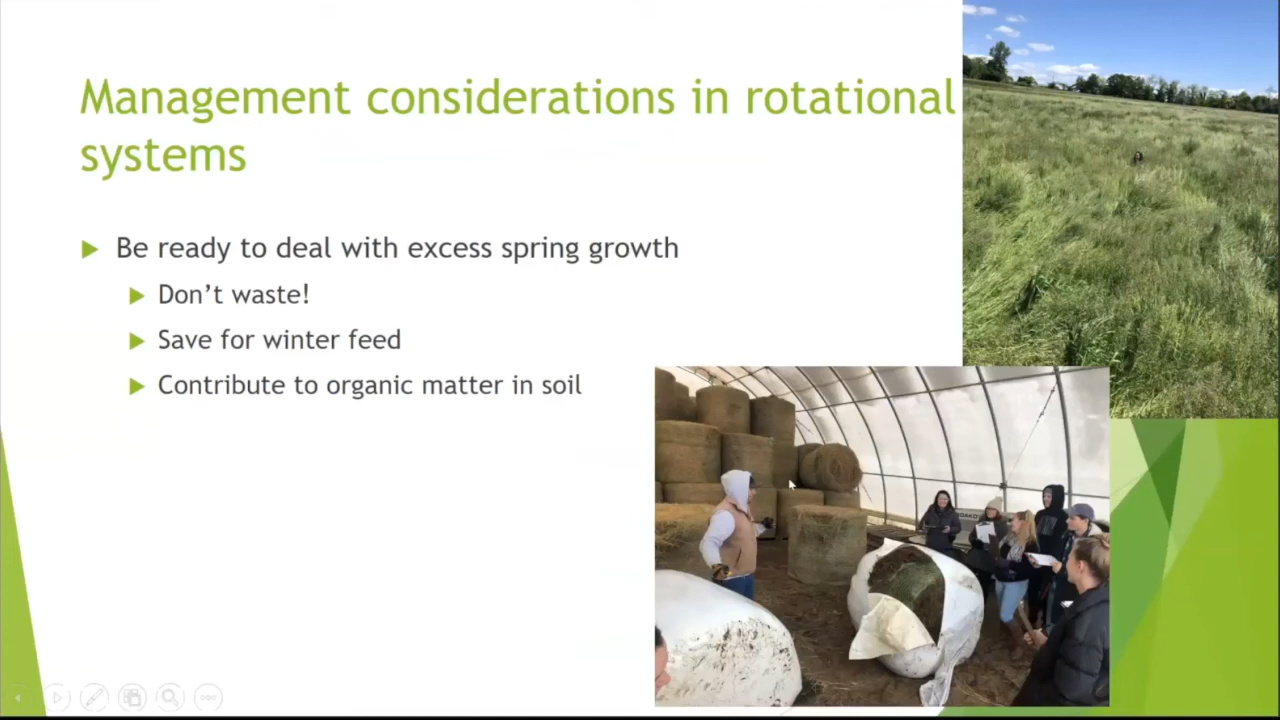 Management considerations in rotational
systems
Be ready to deal with excess spring growth
Don't waste!
Save for winter feed
Contribute to organic matter in soil